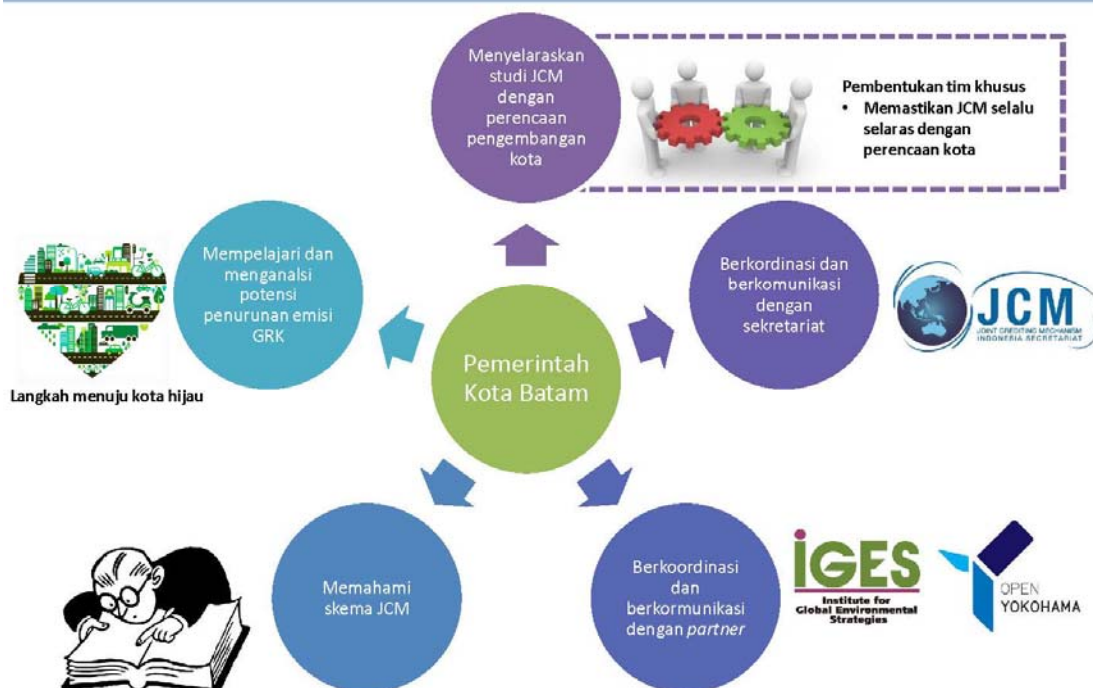 Menyelaraskan
studi JCM
dengan
perencaan
pengembangan
kota
Pembentukan tim khusus
• Memastikan JCM selalu
selaras dengan
perencaan kota
Mempelajari dan
menganalsi
potensi
penurunan emisi
GRK
Langkah menuju kota hijau
Berkordinasi dan
berkomunikasi
dengan
sekretariat
JCM
JOINT CREDITING MECHANISM
INDONESIA SECRETARIAT
Pemerintah
Kota Batam
Memahami
skema JCM
Berkoordinasi
dan
berkormunikasi
dengan partner
iGES
Institute for
Global Environmental
Strategies
OPEN
YOKOHAMA